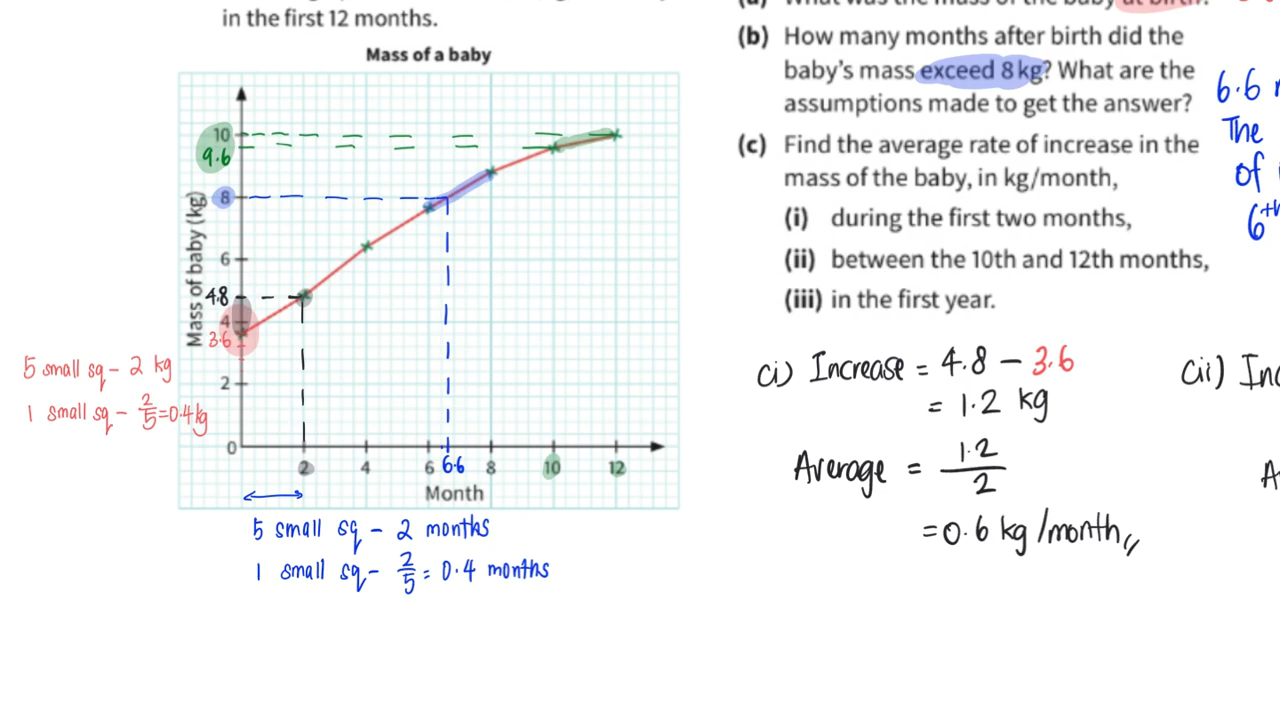 in the first 12 months.
Mass of a baby
10
9.6
8
6
4.8
4
3.6
2
0
Mass of baby (kg)
2 4 6 6.6 8 10 12
Month
5 small sq - 2 kg
1 small sq - 2/5 = 0.4 kg
5 small sq - 2 months
1 small sq - 2/5 = 0.4 months
(b) How many months after birth did the
baby's mass exceed 8 kg? What are the
assumptions made to get the answer?
(c) Find the average rate of increase in the
mass of the baby, in kg/month,
(i) during the first two months,
(ii) between the 10th and 12th months,
(iii) in the first year.
6.6
The
of
6th
ci) Increase = 4.8 - 3.6
= 1.2 kg
Average = 1.2/2
= 0.6 kg/month,,
cii)